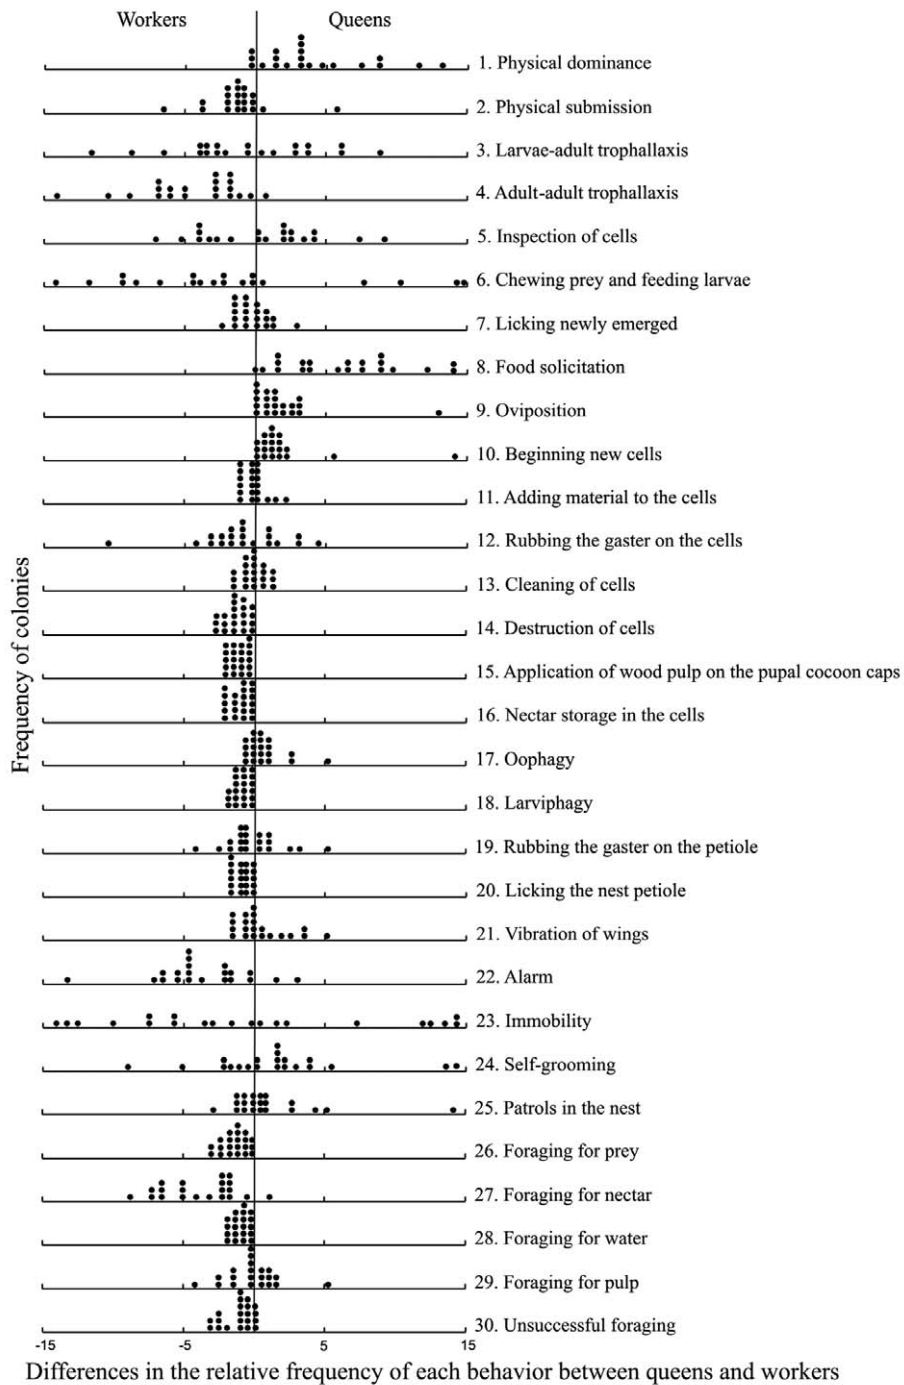 Workers Queens
1. Physical dominance
2. Physical submission
3. Larvae-adult trophallaxis
4. Adult-adult trophallaxis
5. Inspection of cells
6. Chewing prey and feeding larvae
7. Licking newly emerged
8. Food solicitation
9. Oviposition
10. Beginning new cells
11. Adding material to the cells
12. Rubbing the gaster on the cells
13. Cleaning of cells
14. Destruction of cells
15. Application of wood pulp on the pupal cocoon caps
16. Nectar storage in the cells
17. Oophagy
18. Larviphagy
19. Rubbing the gaster on the petiole
20. Licking the nest petiole
21. Vibration of wings
22. Alarm
23. Immobility
24. Self-grooming
25. Patrols in the nest
26. Foraging for prey
27. Foraging for nectar
28. Foraging for water
29. Foraging for pulp
30. Unsuccessful foraging
Frequency of colonies
-15 -5 5 15
Differences in the relative frequency of each behavior between queens and workers